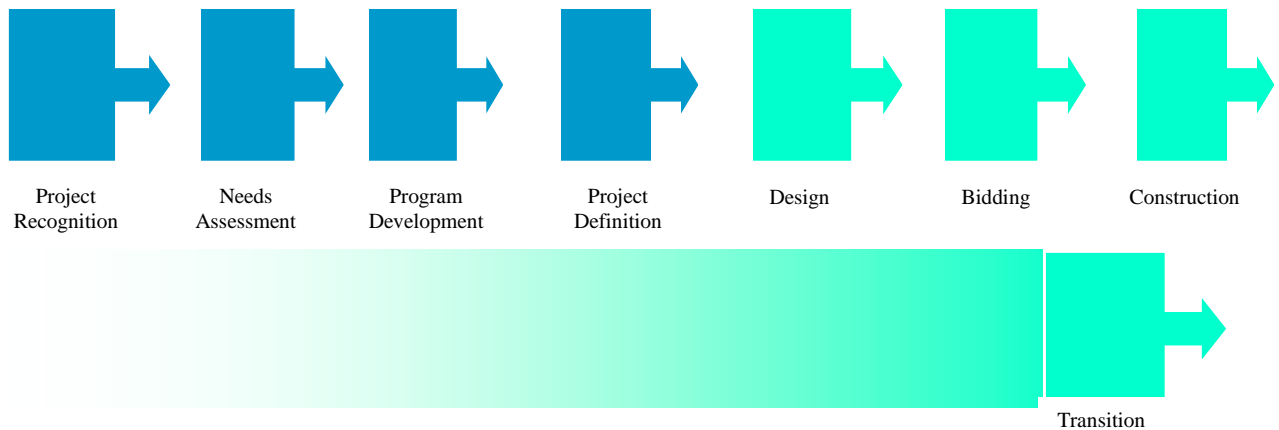 Project
Recognition
Needs
Assessment
Program
Development
Project
Definition
Design
Bidding
Construction
Transition